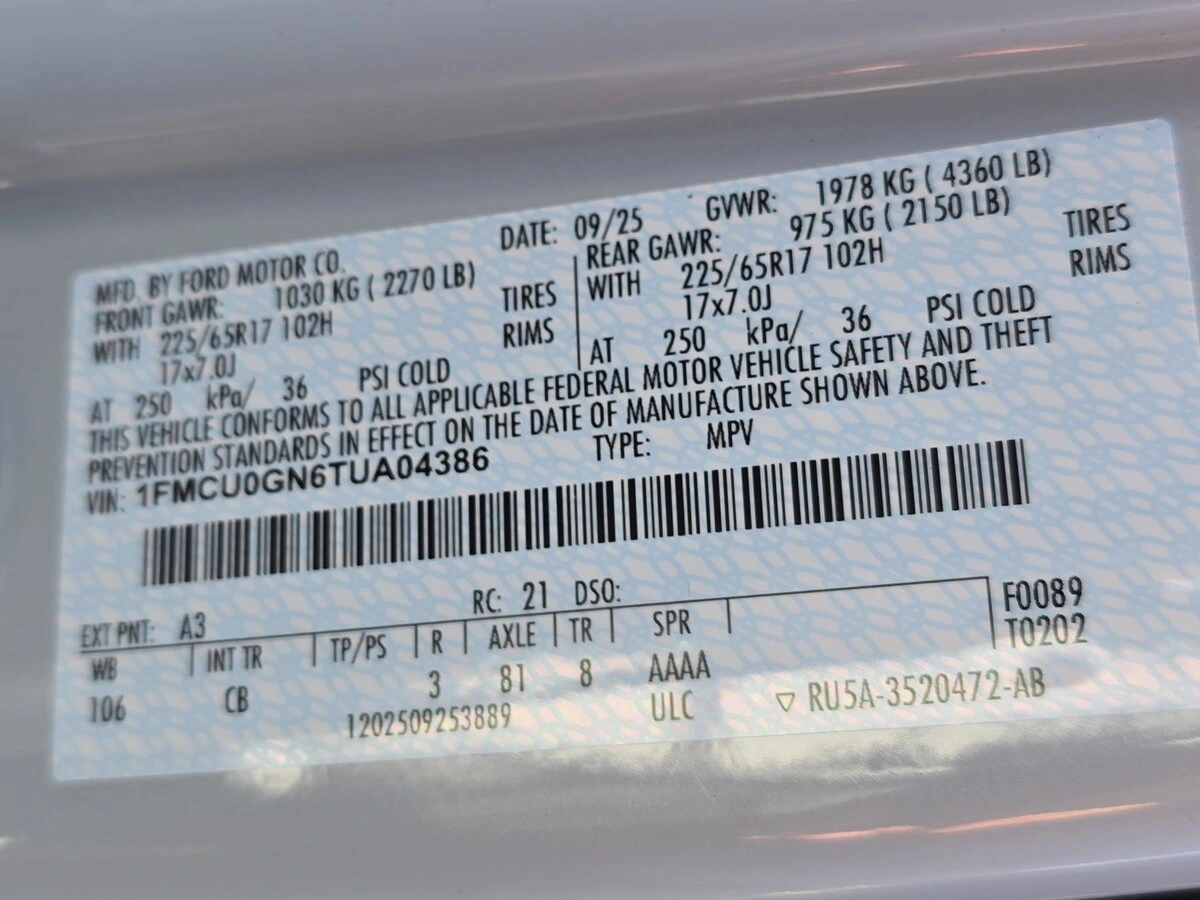 MFD. BY FORD MOTOR CO. DATE: 09/25 GVWR: 1978 KG ( 4360 LB)
FRONT GAWR: 1030 KG ( 2270 LB)
WITH 225/65R17 102H TIRES
17x7.0J RIMS
AT 250 kPa/ 36 PSI COLD
REAR GAWR: 975 KG ( 2150 LB)
WITH 225/65R17 102H TIRES
17x7.0J RIMS
AT 250 kPa/ 36 PSI COLD
THIS VEHICLE CONFORMS TO ALL APPLICABLE FEDERAL MOTOR VEHICLE SAFETY AND THEFT
PREVENTION STANDARDS IN EFFECT ON THE DATE OF MANUFACTURE SHOWN ABOVE.
VIN: 1FMCU0GN6TUA04386 TYPE: MPV
EXT PNT: A3 RC: 21 DSO:
WB INT TR TP/PS R AXLE TR SPR
106 CB 3 81 8 AAAA
F0089
T0202
1202509253889 ULC ▽ RU5A-3520472-AB